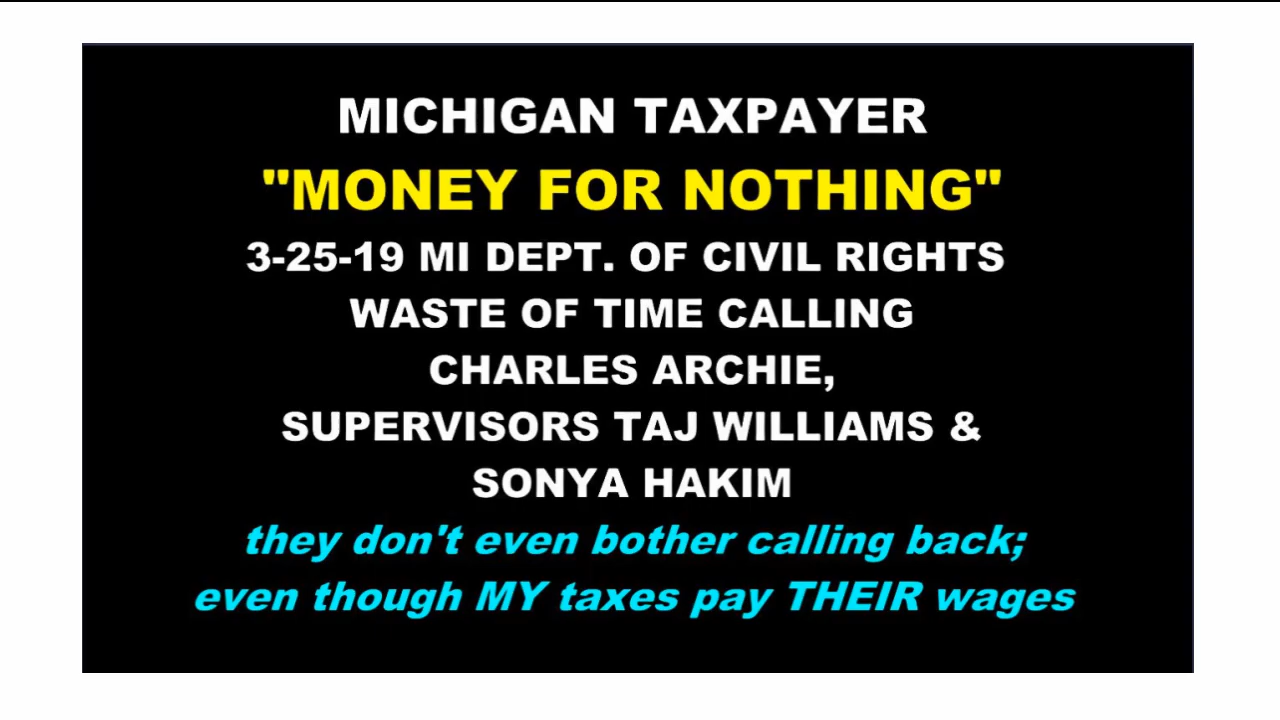 MICHIGAN TAXPAYER
"MONEY FOR NOTHING"
3-25-19 MI DEPT. OF CIVIL RIGHTS
WASTE OF TIME CALLING
CHARLES ARCHIE,
SUPERVISORS TAJ WILLIAMS &
SONYA HAKIM
they don't even bother calling back;
even though MY taxes pay THEIR wages